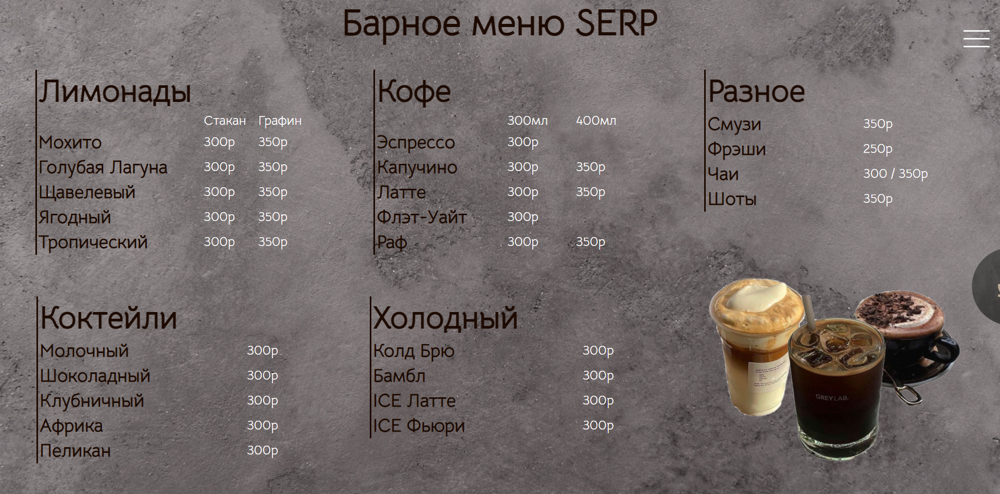 Барное меню SERP
Лимонады
Стакан Графин
Мохито 300р 350р
Голубая Лагуна 300р 350р
Щавелевый 300р 350р
Ягодный 300р 350р
Тропический 300р 350р
Кофе
300мл 400мл
Эспрессо 300р
Капучино 300р 350р
Латте 300р 350р
Флэт-Уайт 300р
Раф 300р 350р
Разное
Смузи 350р
Фрэши 250р
Чаи 300 / 350р
Шоты 350р
Коктейли
Молочный 300р
Шоколадный 300р
Клубничный 300р
Африка 300р
Пеликан 300р
Холодный
Колд Брю 300р
Бамбл 300р
ICE Латте 300р
ICE Фьюри 300р
GREY LAB.